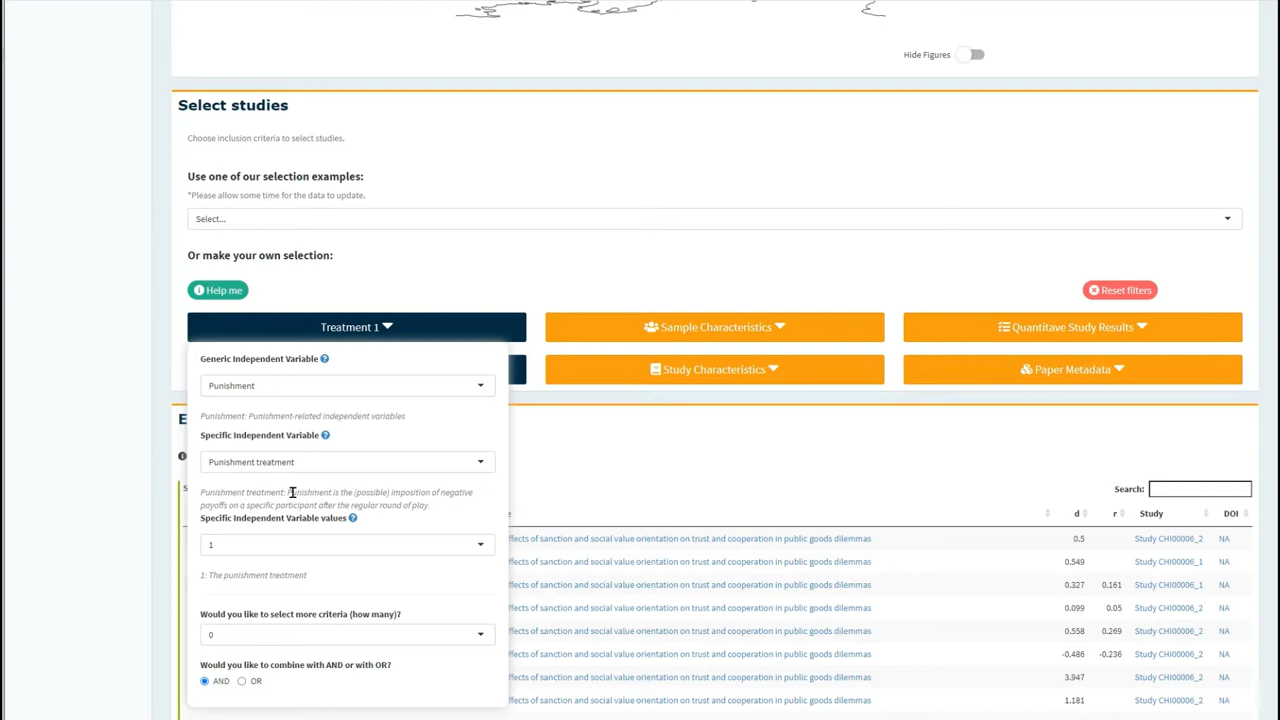 Hide Figures
Select studies
Choose inclusion criteria to select studies.
Use one of our selection examples:
*Please allow some time for the data to update.
Select...
Or make your own selection:
Help me
Reset filters
Treatment 1
Sample Characteristics
Quantitave Study Results
Study Characteristics
Paper Metadata
Generic Independent Variable
Punishment
Punishment: Punishment-related independent variables
Specific Independent Variable
Punishment treatment
Punishment treatment: Punishment is the (possible) imposition of negative
payoffs on a specific participant after the regular round of play.
Specific Independent Variable values
1
1: The punishment treatment
Would you like to select more criteria (how many)?
0
Would you like to combine with AND or with OR?
AND OR
Search:
d r Study DOI
ffects of sanction and social value orientation on trust and cooperation in public goods dilemmas 0.5 Study CHI00006_2 NA
ffects of sanction and social value orientation on trust and cooperation in public goods dilemmas 0.549 Study CHI00006_1 NA
ffects of sanction and social value orientation on trust and cooperation in public goods dilemmas 0.327 0.161 Study CHI00006_1 NA
ffects of sanction and social value orientation on trust and cooperation in public goods dilemmas 0.099 0.05 Study CHI00006_2 NA
ffects of sanction and social value orientation on trust and cooperation in public goods dilemmas 0.558 0.269 Study CHI00006_2 NA
ffects of sanction and social value orientation on trust and cooperation in public goods dilemmas -0.486 -0.236 Study CHI00006_2 NA
ffects of sanction and social value orientation on trust and cooperation in public goods dilemmas 3.947 Study CHI00006_2 NA
ffects of sanction and social value orientation on trust and cooperation in public goods dilemmas 1.181 Study CHI00006_2 NA